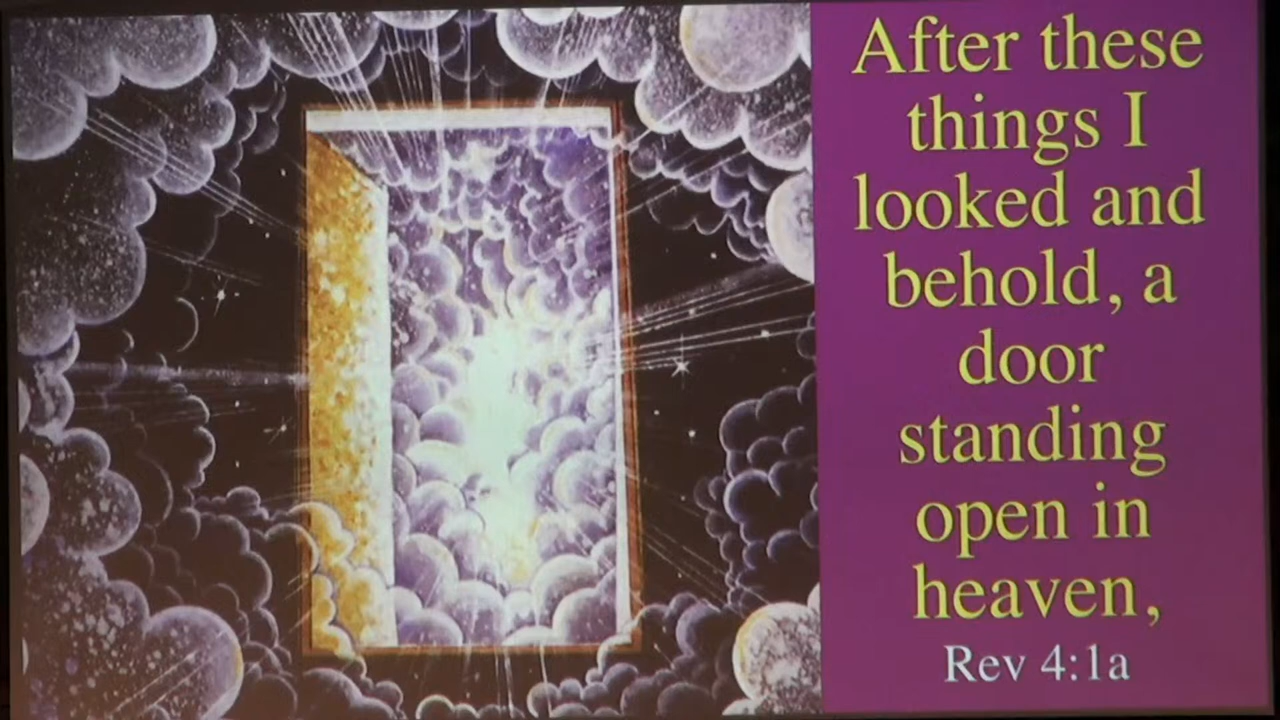 After these
things I
looked and
behold, a
door
standing
open in
heaven,
Rev 4:1a